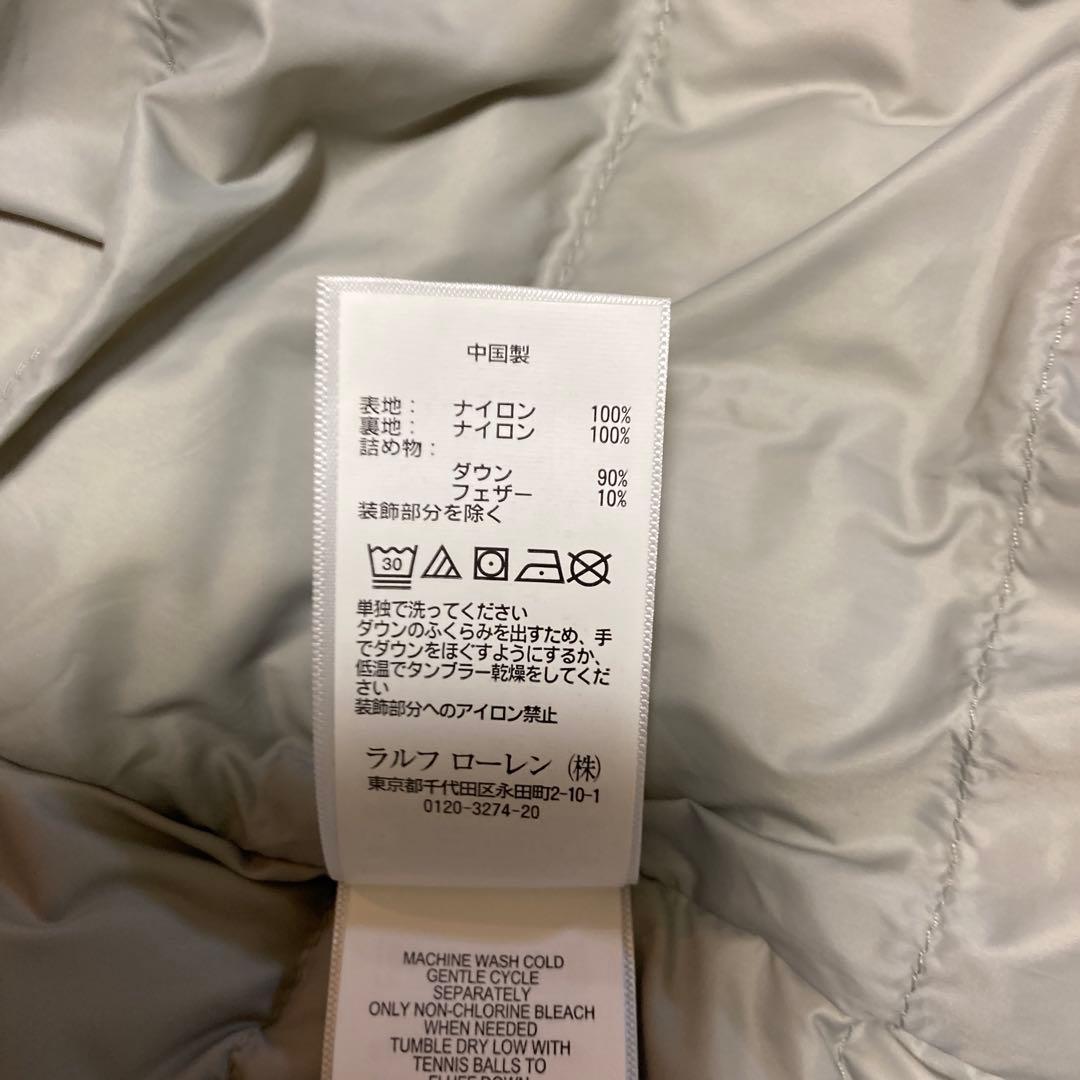 中国製
表地: ナイロン 100%
裏地: ナイロン 100%
詰め物:
ダウン 90%
フェザー 10%
装飾部分を除く
30
単独で洗ってください
ダウンのふくらみを出すため、手
でダウンをほぐすようにするか、
低温でタンブラー乾燥をしてくだ
さい
装飾部分へのアイロン禁止
ラルフ ローレン ㈱
東京都千代田区永田町2-10-1
0120-3274-20
MACHINE WASH COLD
GENTLE CYCLE
SEPARATELY
ONLY NON-CHLORINE BLEACH
WHEN NEEDED
TUMBLE DRY LOW WITH
TENNIS BALLS TO
FLUFF DOWN